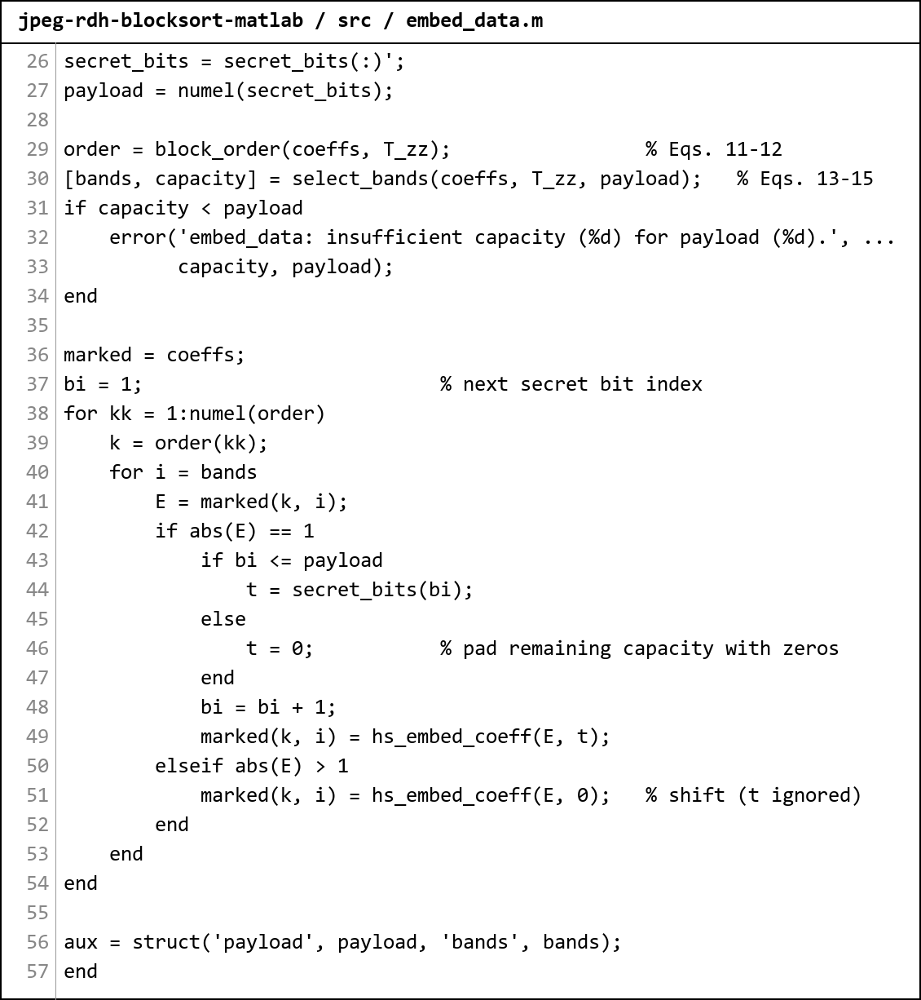 jpeg-rdh-blocksort-matlab / src / embed_data.m
26 secret_bits = secret_bits(:)';
27 payload = numel(secret_bits);
28
29 order = block_order(coeffs, T_zz);                 % Eqs. 11-12
30 [bands, capacity] = select_bands(coeffs, T_zz, payload);   % Eqs. 13-15
31 if capacity < payload
32     error('embed_data: insufficient capacity (%d) for payload (%d).', ...
33           capacity, payload);
34 end
35
36 marked = coeffs;
37 bi = 1;                          % next secret bit index
38 for kk = 1:numel(order)
39     k = order(kk);
40     for i = bands
41         E = marked(k, i);
42         if abs(E) == 1
43             if bi <= payload
44                 t = secret_bits(bi);
45             else
46                 t = 0;           % pad remaining capacity with zeros
47             end
48             bi = bi + 1;
49             marked(k, i) = hs_embed_coeff(E, t);
50         elseif abs(E) > 1
51             marked(k, i) = hs_embed_coeff(E, 0);   % shift (t ignored)
52         end
53     end
54 end
55
56 aux = struct('payload', payload, 'bands', bands);
57 end